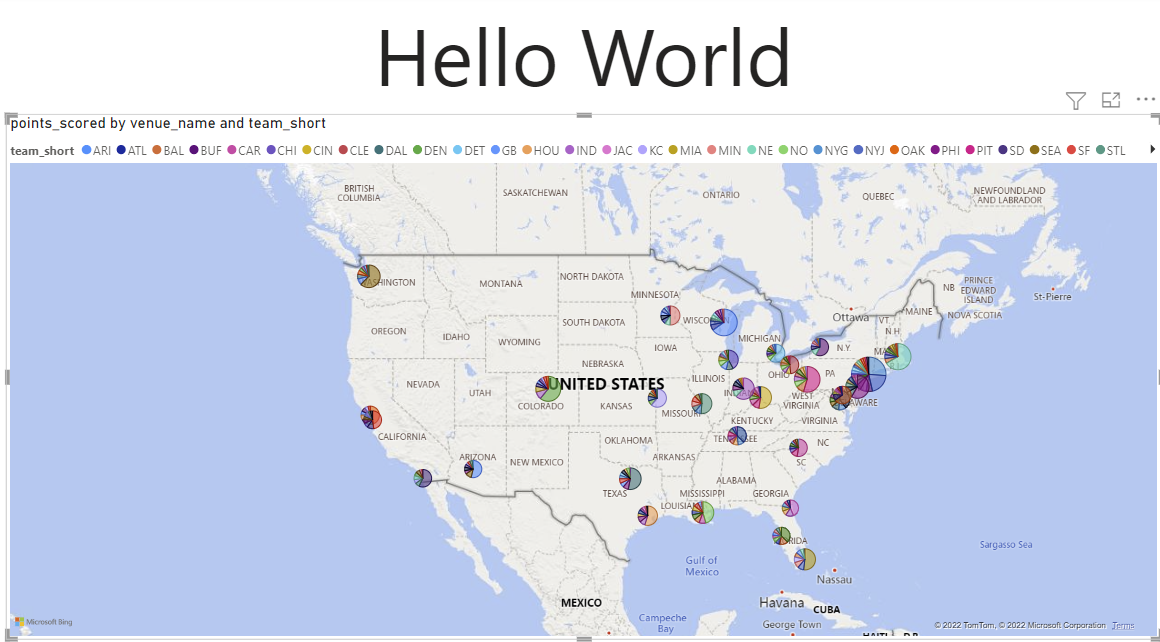 Hello World
points_scored by venue_name and team_short
team_short ARI ATL BAL BUF CAR CHI CIN CLE DAL DEN DET GB HOU IND JAC KC MIA MIN NE NO NYG NYJ OAK PHI PIT SD SEA SF STL
BRITISH
COLUMBIA
SASKATCHEWAN
ONTARIO
QUEBEC
NEWFOUNDLAND
AND LABRADOR
WASHINGTON
MONTANA
NORTH DAKOTA
MINNESOTA
NB
PRINCE
EDWARD
ISLAND
St-Pierre
OREGON
IDAHO
SOUTH DAKOTA
WISCON
Ottawa
MAINE
NOVA SCOTIA
VT
N H
WYOMING
IOWA
MICHIGAN
N.Y.
MA
NEBRASKA
NEVADA
UTAH
UNITED STATES
ILLINOIS
IN
OHIO
PA
COLORADO
KANSAS
MISSOURI
WEST
VIRGINIA
DELAWARE
KENTUCKY
VIRGINIA
CALIFORNIA
OKLAHOMA
TENNESSEE
NC
ARIZONA
NEW MEXICO
ARKANSAS
SC
TEXAS
MISSISSIPPI
ALABAMA
GEORGIA
LOUISIAN
FLORIDA
Sargasso Sea
Gulf of
Mexico
Nassau
MEXICO
Havana
CUBA
Campeche
Bay
George Town
HAITI
D.R.
Microsoft Bing
© 2022 TomTom, © 2022 Microsoft Corporation Terms